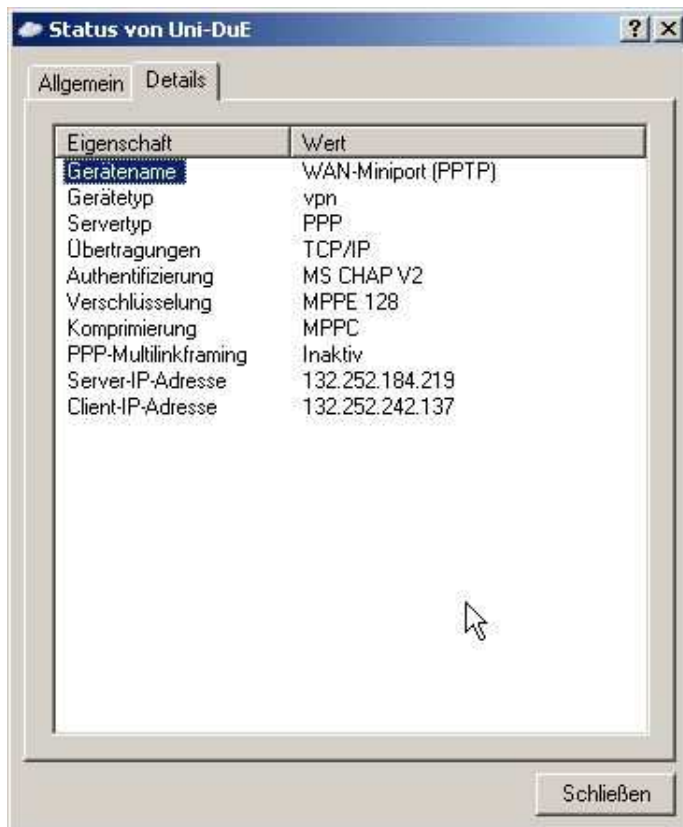 Status von Uni-DuE
Allgemein Details
Eigenschaft Wert
Gerätename WAN-Miniport (PPTP)
Gerätetyp vpn
Servertyp PPP
Übertragungen TCP/IP
Authentifizierung MS CHAP V2
Verschlüsselung MPPE 128
Komprimierung MPPC
PPP-Multilinkframing Inaktiv
Server-IP-Adresse 132.252.184.219
Client-IP-Adresse 132.252.242.137
Schließen